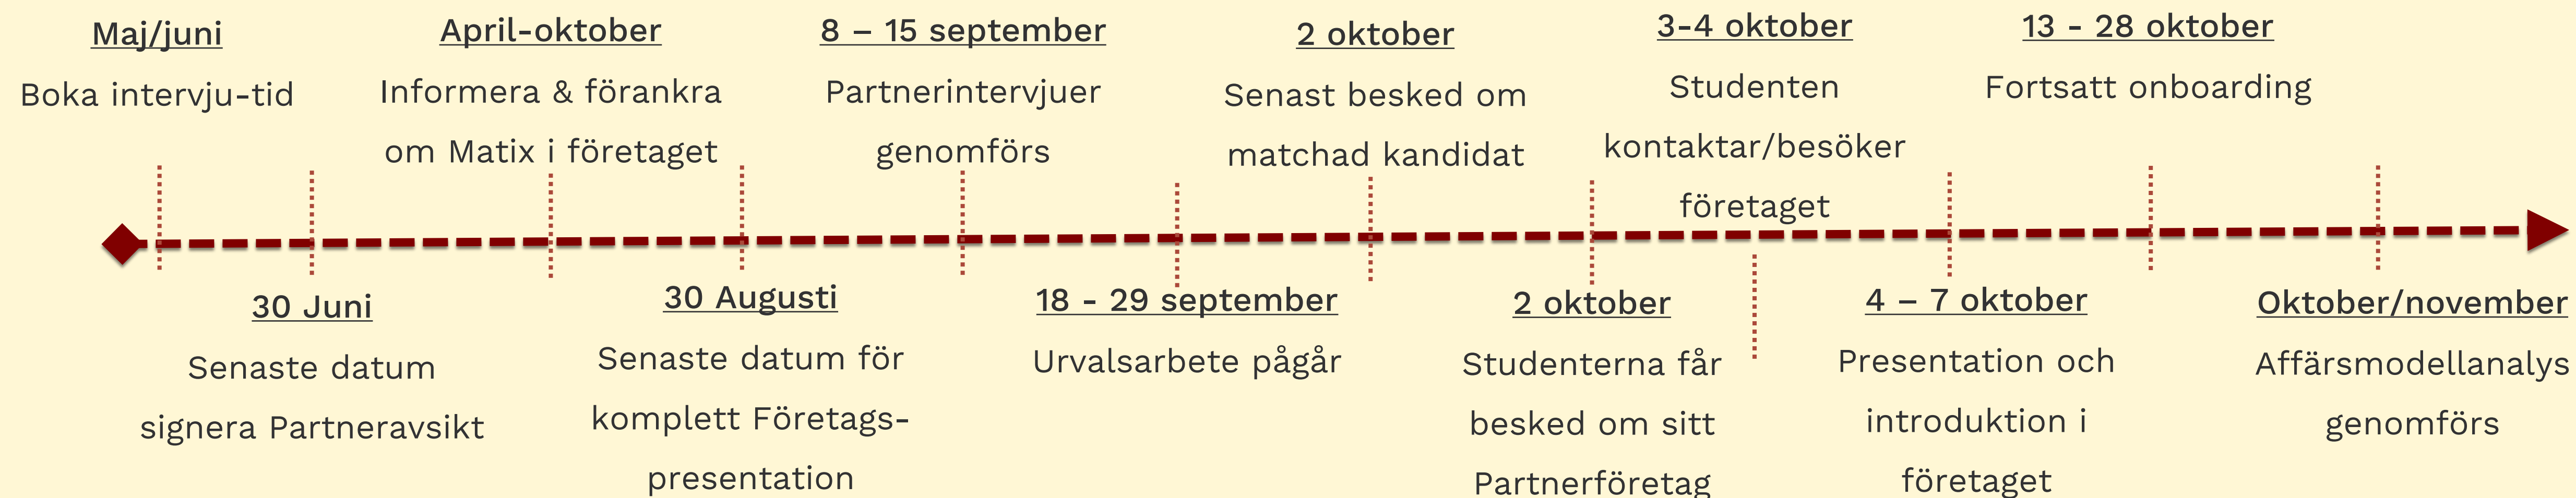 Maj/juni
Boka intervju-tid
30 Juni
Senaste datum
signera Partneravsikt
April-oktober
Informera & förankra
om Matix i företaget
30 Augusti
Senaste datum för
komplett Företags-
presentation
8 – 15 september
Partnerintervjuer
genomförs
18 - 29 september
Urvalsarbete pågår
2 oktober
Senast besked om
matchad kandidat
2 oktober
Studenterna får
besked om sitt
Partnerföretag
3-4 oktober
Studenten
kontaktar/besöker
företaget
4 – 7 oktober
Presentation och
introduktion i
företaget
13 - 28 oktober
Fortsatt onboarding
Oktober/november
Affärsmodellanalys
genomförs